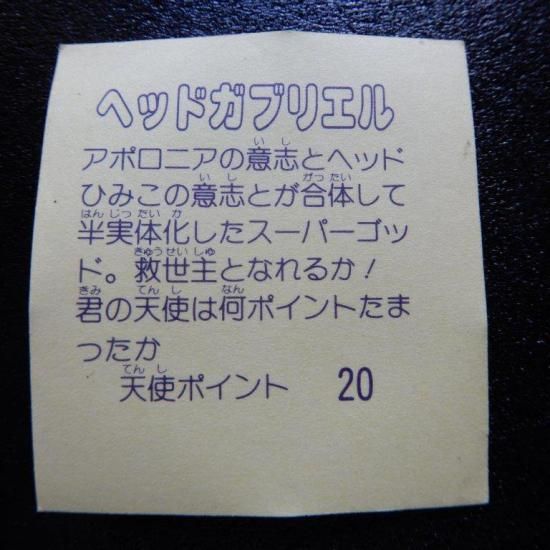 ヘッドガブリエル
アポロニアの意志とヘッド
ひみこの意志とが合体して
半実体化したスーパーゴッ
ド。救世主となれるか!
君の天使は何ポイントたま
ったか
天使ポイント 20